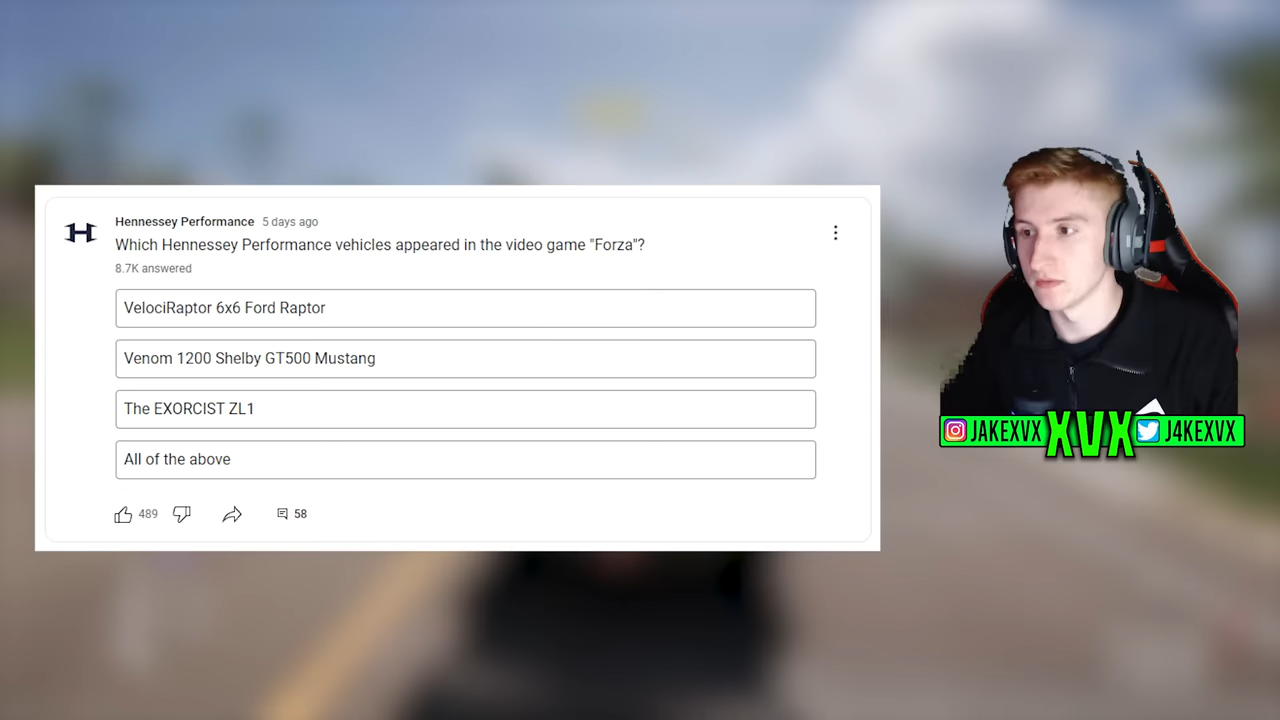 Hennessey Performance 5 days ago
Which Hennessey Performance vehicles appeared in the video game "Forza"?
8.7K answered
VelociRaptor 6x6 Ford Raptor
Venom 1200 Shelby GT500 Mustang
The EXORCIST ZL1
All of the above
489
58
JAKEXVX XVX J4KEXVX